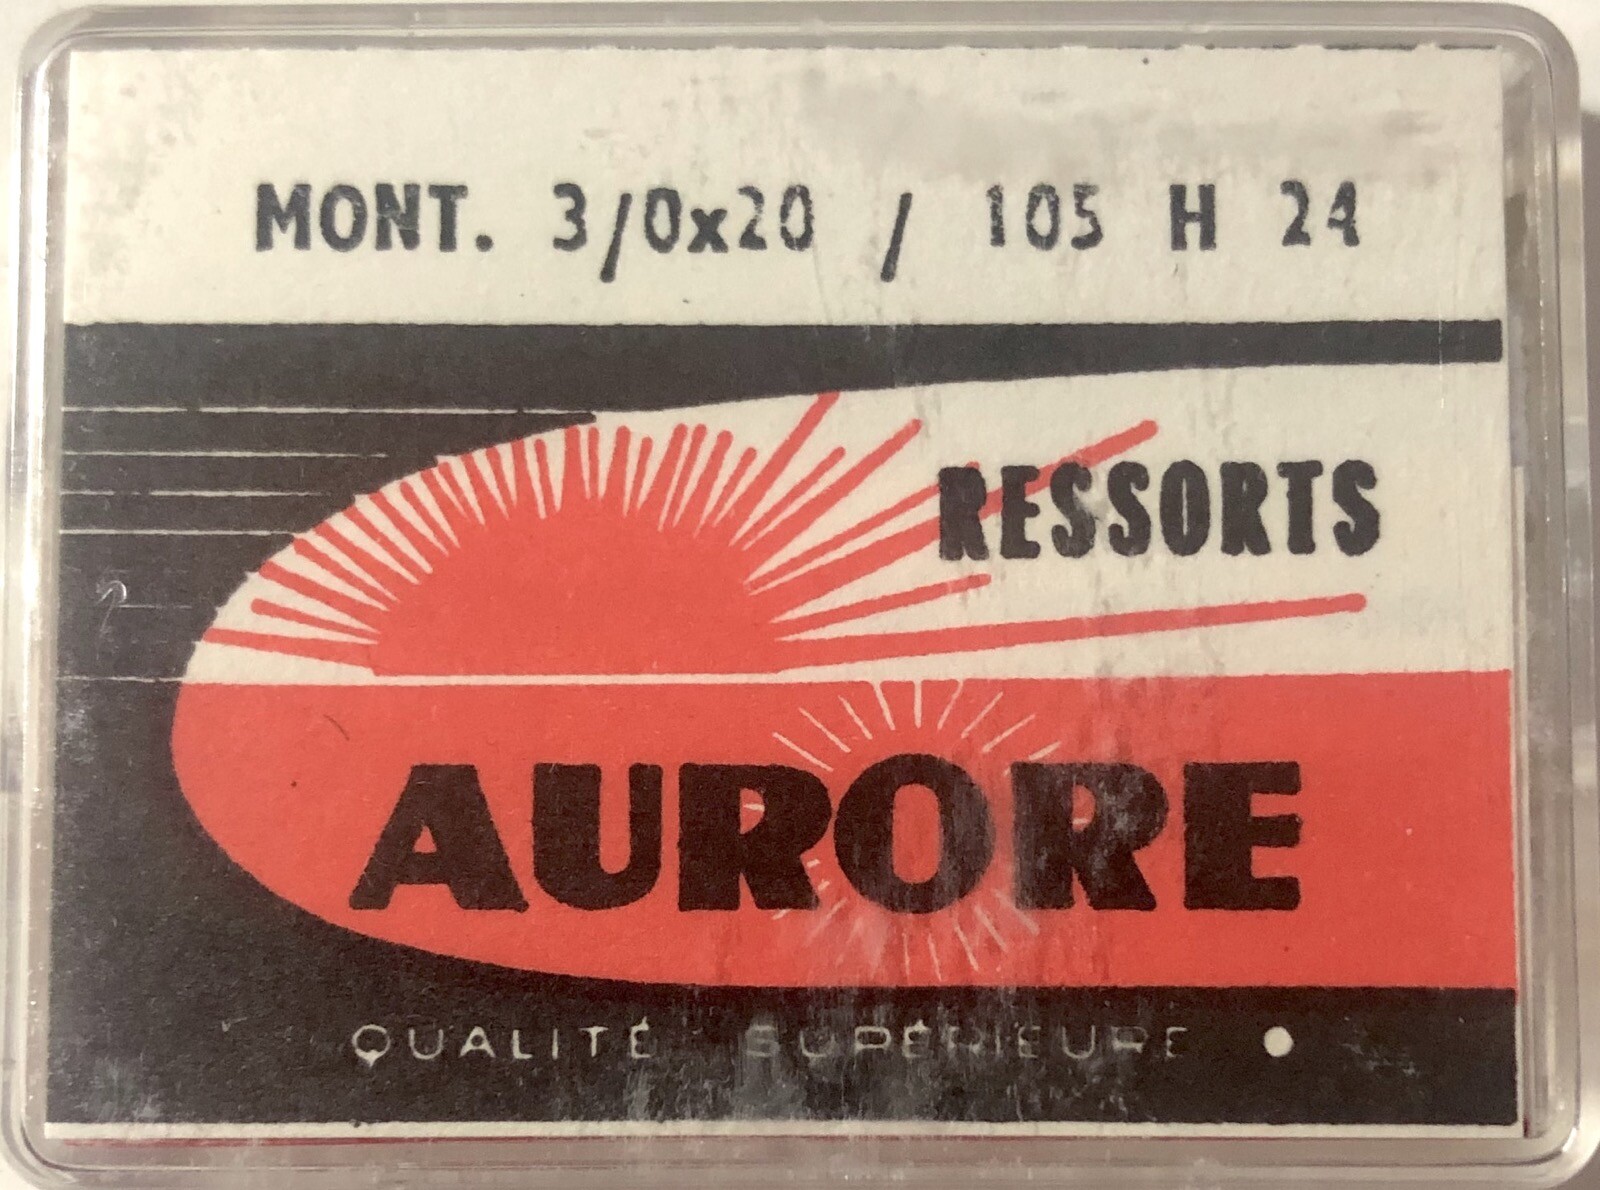 MONT. 3/0x20 / 105 H 24
RESSORTS
AURORE
QUALITÉ SUPÉRIEURE